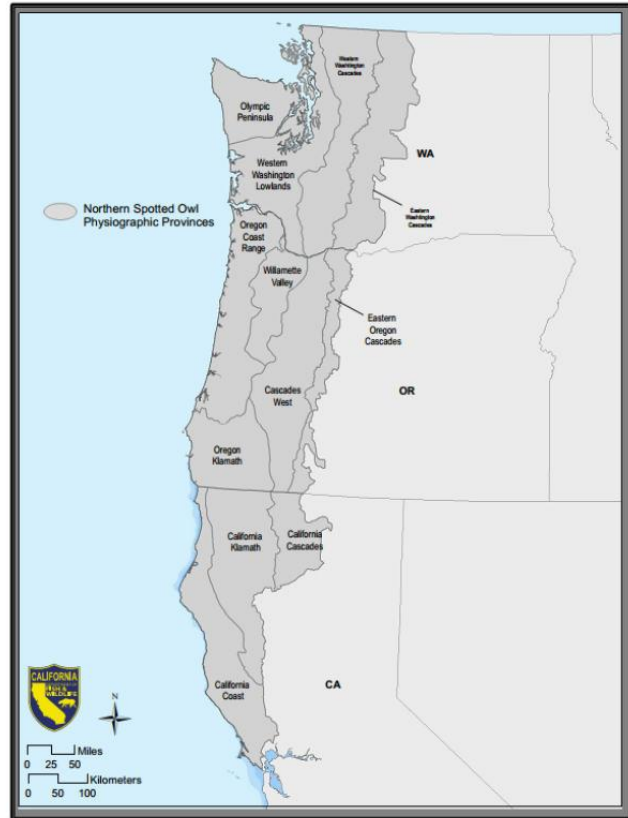 Western
Washington
Cascades
Olympic
Peninsula
WA
Western
Washington
Lowlands
Eastern
Washington
Cascades
Northern Spotted Owl
Physiographic Provinces
Oregon
Coast
Range
Willamette
Valley
Eastern
Oregon
Cascades
Cascades
West
OR
Oregon
Klamath
California
Klamath
California
Cascades
California
Coast
CA
CALIFORNIA
FISH &
WILDLIFE
N
Miles
0 25 50
Kilometers
0 50 100